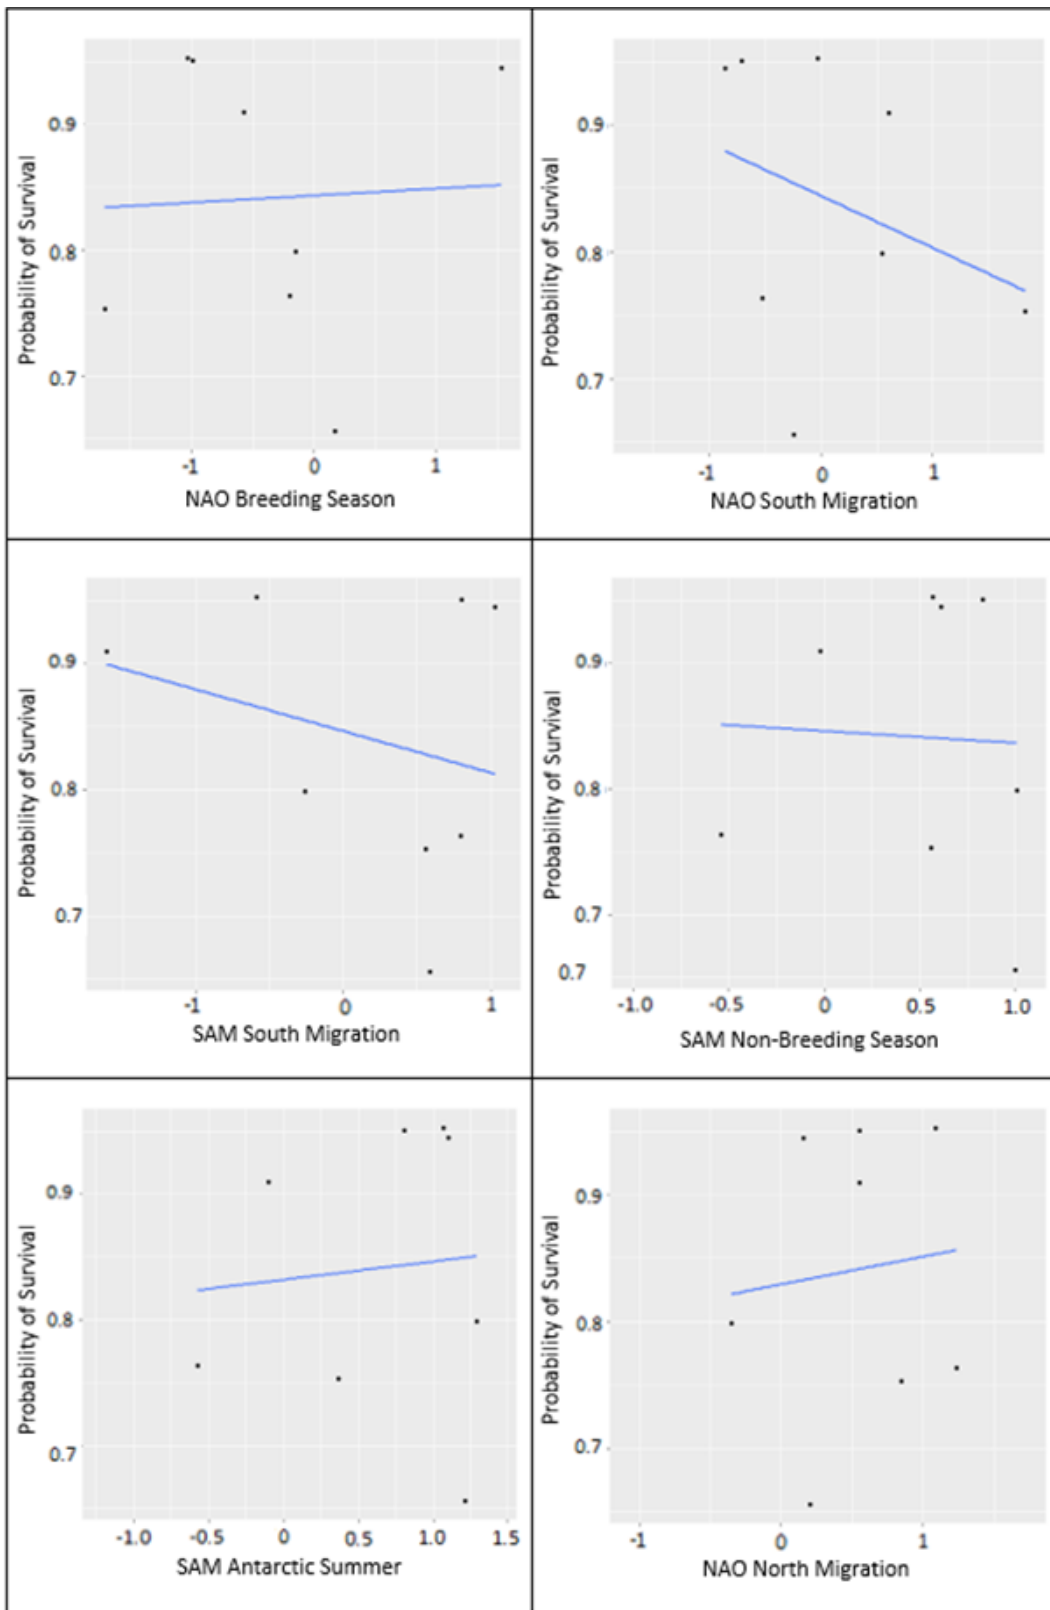 Probability of Survival
0.9
0.8
0.7
-1 0 1
NAO Breeding Season
Probability of Survival
0.9
0.8
0.7
-1 0 1
NAO South Migration
Probability of Survival
0.9
0.8
0.7
-1 0 1
SAM South Migration
Probability of Survival
0.9
0.8
0.7
0.7
-1.0 -0.5 0 0.5 1.0
SAM Non-Breeding Season
Probability of Survival
0.9
0.8
0.7
-1.0 -0.5 0 0.5 1.0 1.5
SAM Antarctic Summer
Probability of Survival
0.9
0.8
0.7
-1 0 1
NAO North Migration